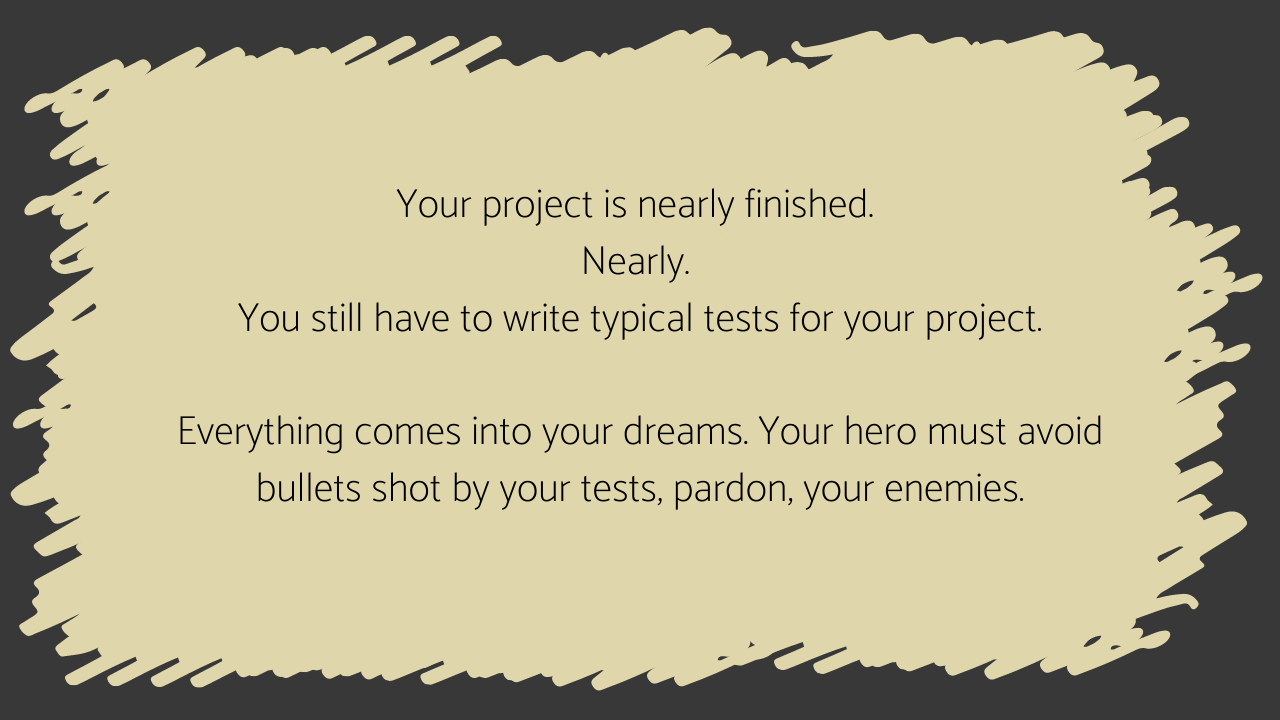 Your project is nearly finished.
Nearly.
You still have to write typical tests for your project.
Everything comes into your dreams. Your hero must avoid
bullets shot by your tests, pardon, your enemies.